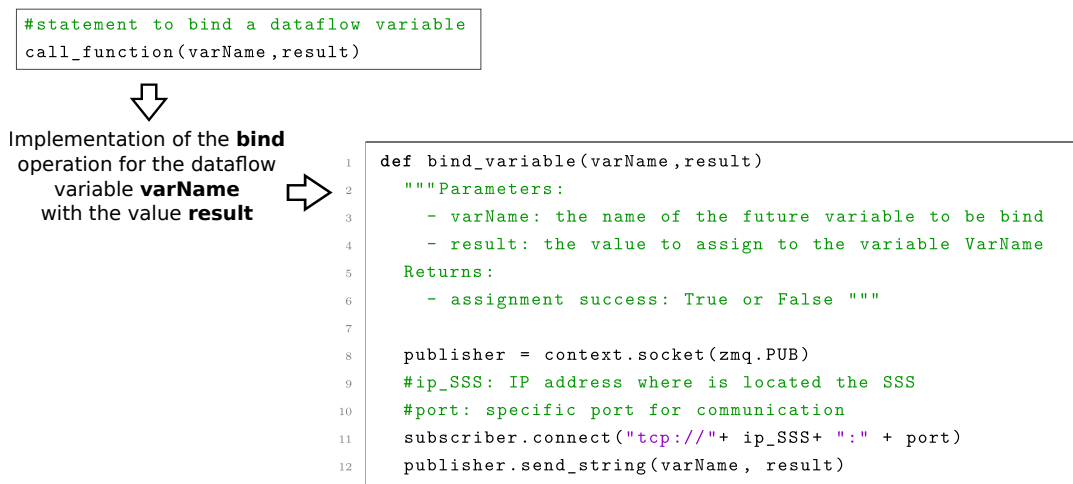 #statement to bind a dataflow variable
call_function(varName,result)
Implementation of the bind
operation for the dataflow
variable varName
with the value result
1 def bind_variable(varName,result)
2 """Parameters:
3 - varName: the name of the future variable to be bind
4 - result: the value to assign to the variable VarName
5 Returns:
6 - assignment success: True or False """
7
8 publisher = context.socket(zmq.PUB)
9 #ip_SSS: IP address where is located the SSS
10 #port: specific port for communication
11 subscriber.connect("tcp://"+ ip_SSS+ ":" + port)
12 publisher.send_string(varName, result)